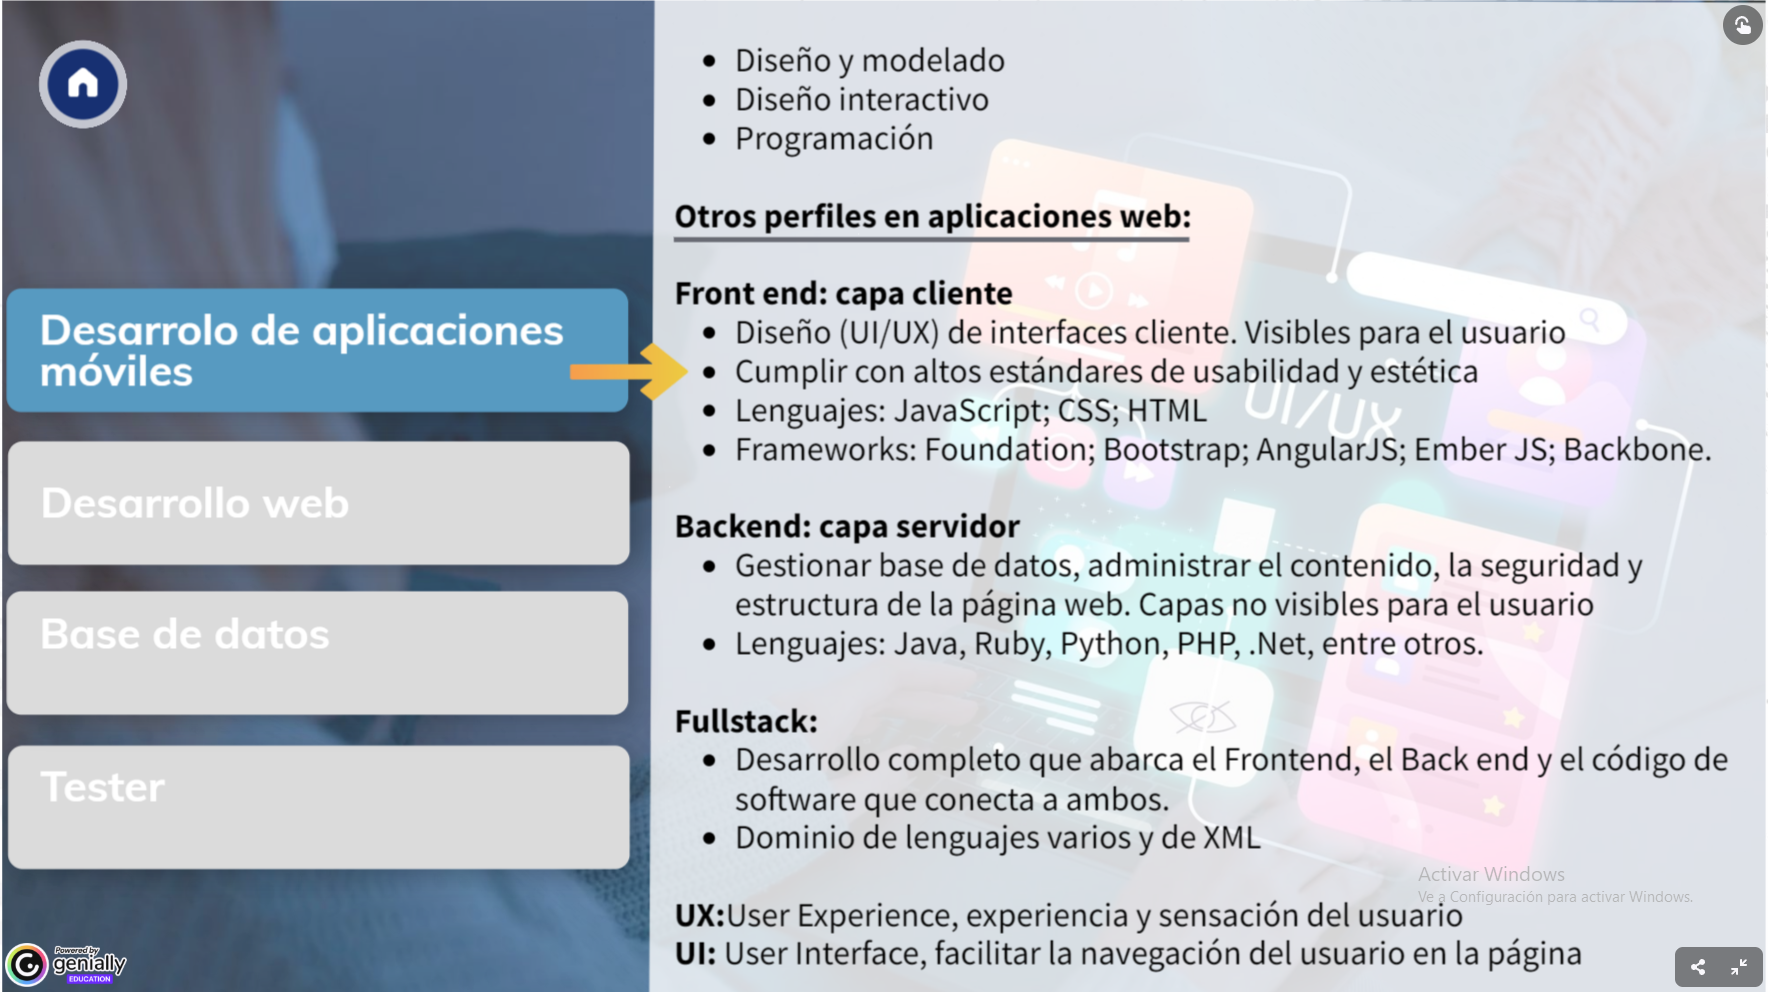 Desarrolo de aplicaciones
móviles
Desarrollo web
Base de datos
Tester
Powered by
genially
EDUCATION
• Diseño y modelado
• Diseño interactivo
• Programación
Otros perfiles en aplicaciones web:
Front end: capa cliente
• Diseño (UI/UX) de interfaces cliente. Visibles para el usuario
• Cumplir con altos estándares de usabilidad y estética
• Lenguajes: JavaScript; CSS; HTML
• Frameworks: Foundation; Bootstrap; AngularJS; Ember JS; Backbone.
UI/UX
Backend: capa servidor
• Gestionar base de datos, administrar el contenido, la seguridad y
estructura de la página web. Capas no visibles para el usuario
• Lenguajes: Java, Ruby, Python, PHP, .Net, entre otros.
Fullstack:
• Desarrollo completo que abarca el Frontend, el Back end y el código de
software que conecta a ambos.
• Dominio de lenguajes varios y de XML
Activar Windows
Ve a Configuración para activar Windows.
UX:User Experience, experiencia y sensación del usuario
UI: User Interface, facilitar la navegación del usuario en la página